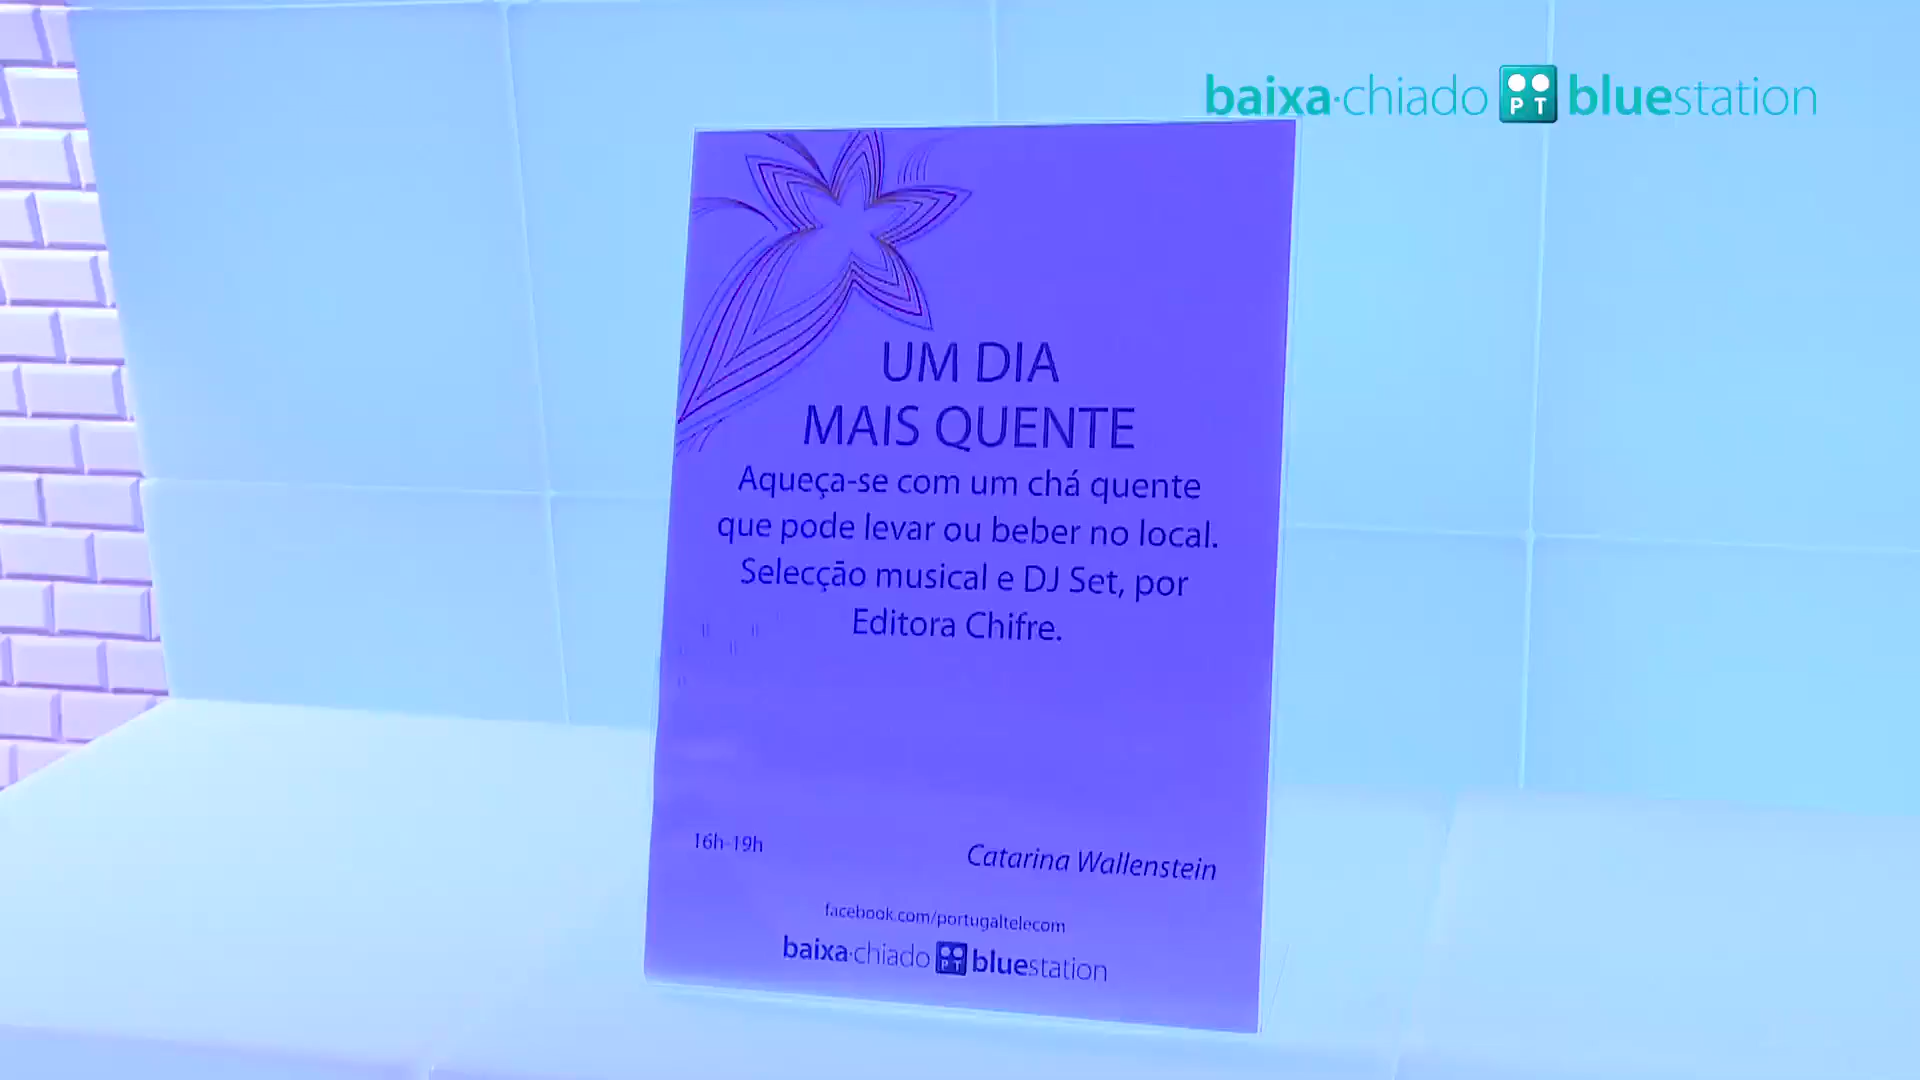 baixa·chiado PT bluestation
UM DIA
MAIS QUENTE
Aqueça-se com um chá quente
que pode levar ou beber no local.
Selecção musical e DJ Set, por
Editora Chifre.
16h-19h
Catarina Wallenstein
facebook.com/portugaltelecom
baixa·chiado PT bluestation